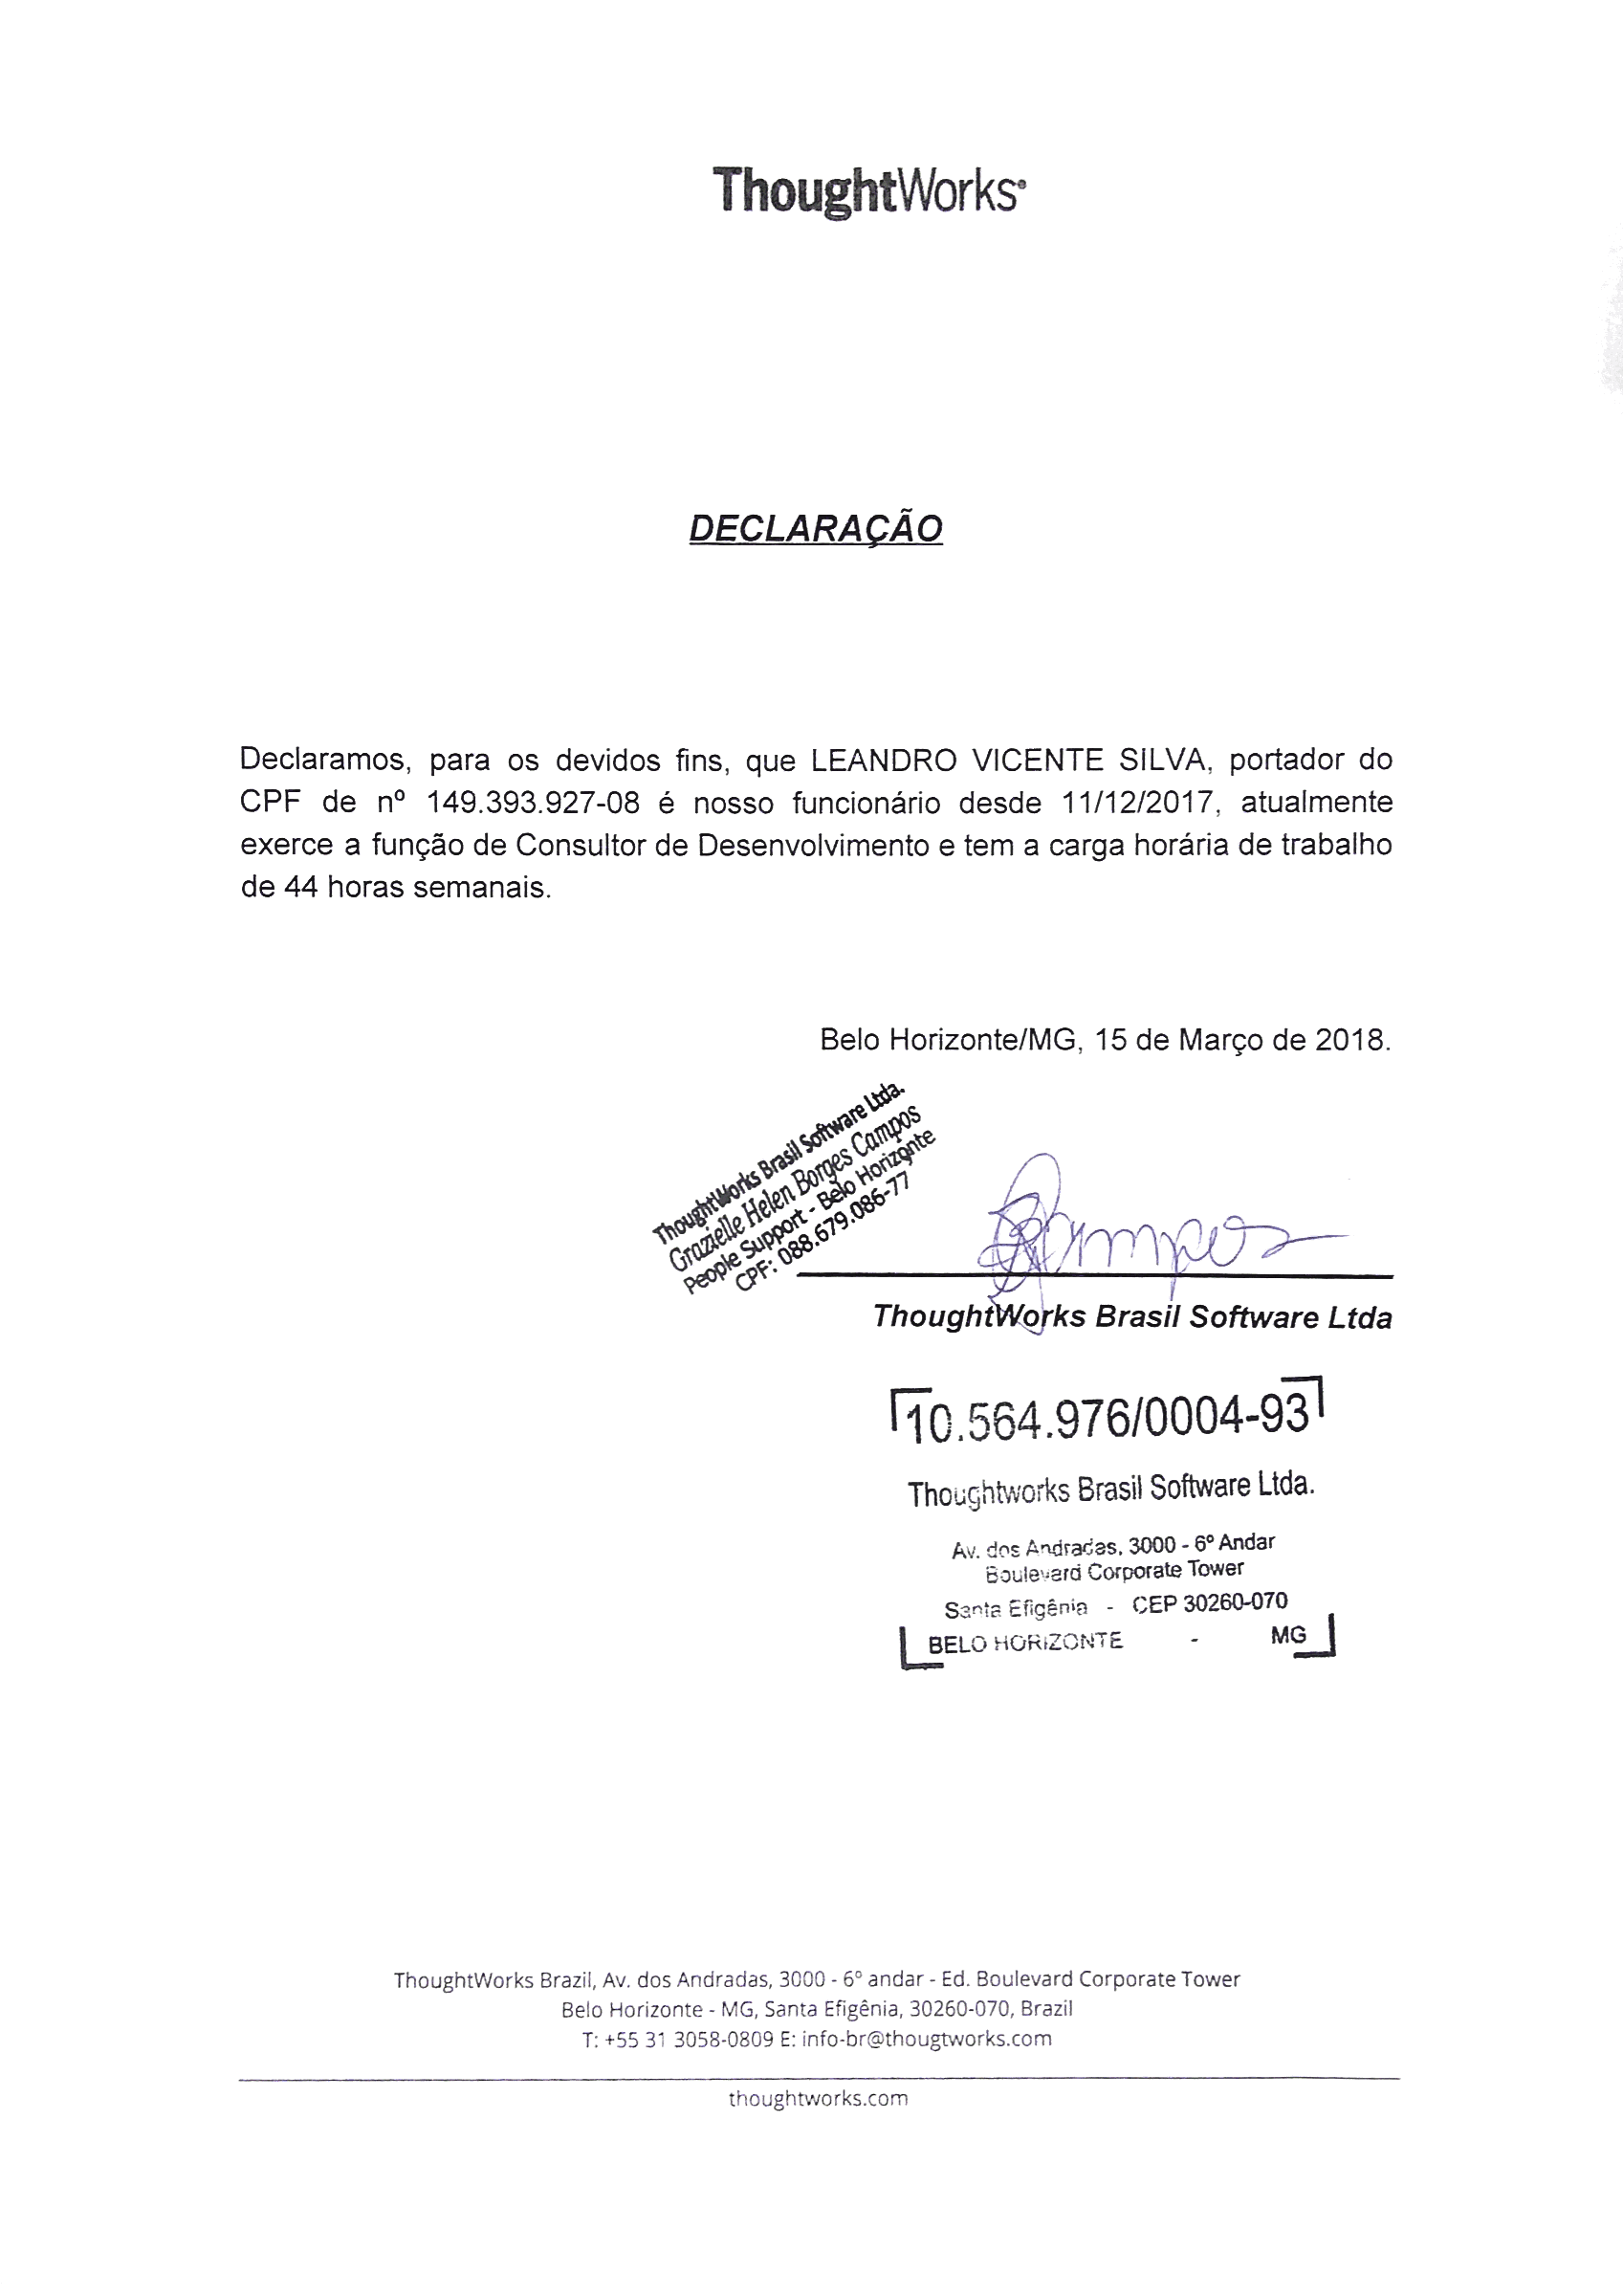 ThoughtWorks®
DECLARAÇÃO
Declaramos, para os devidos fins, que LEANDRO VICENTE SILVA, portador do
CPF de nº 149.393.927-08 é nosso funcionário desde 11/12/2017, atualmente
exerce a função de Consultor de Desenvolvimento e tem a carga horária de trabalho
de 44 horas semanais.
Belo Horizonte/MG, 15 de Março de 2018.
ThoughtWorks Brasil Software Ltda.
Grazielle Helen Borges Campos
People Support - Belo Horizonte
CPF: 088.679.086-77
ThoughtWorks Brasil Software Ltda
10.564.976/0004-93
Thoughtworks Brasil Software Ltda.
Av. dos Andradas, 3000 - 6º Andar
Boulevard Corporate Tower
Santa Efigênia - CEP 30260-070
BELO HORIZONTE - MG
ThoughtWorks Brazil, Av. dos Andradas, 3000 - 6º andar - Ed. Boulevard Corporate Tower
Belo Horizonte - MG, Santa Efigênia, 30260-070, Brazil
T: +55 31 3058-0809 E: info-br@thougtworks.com
thoughtworks.com